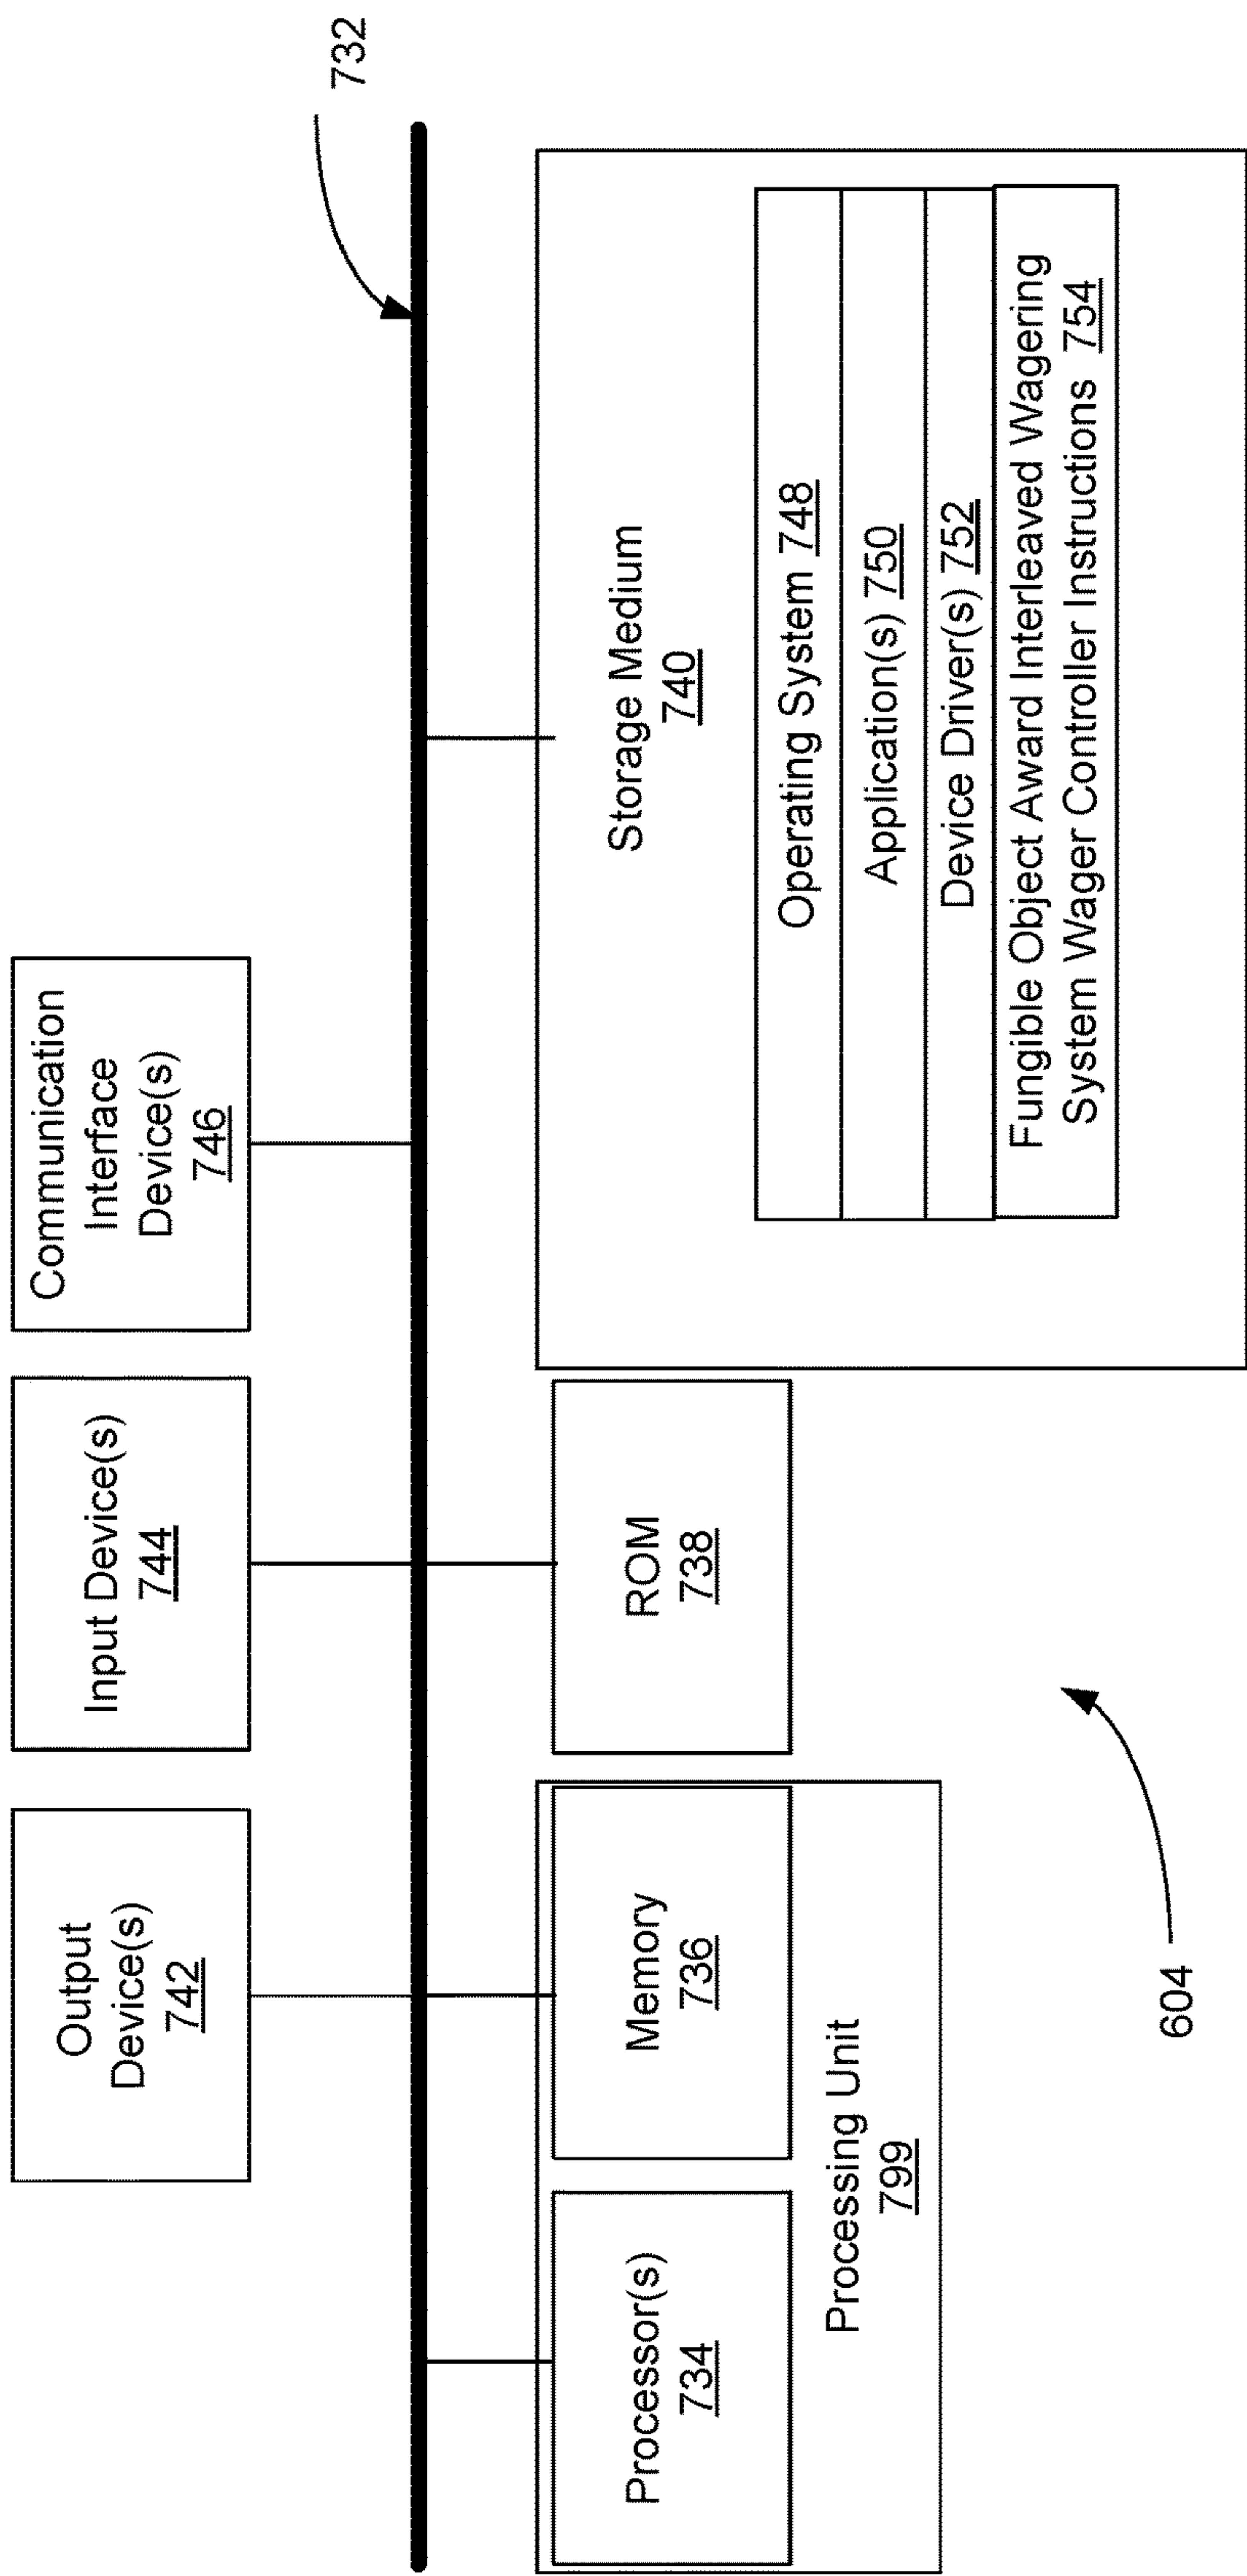 732
Output
Device(s)
742
Input Device(s)
744
Communication
Interface
Device(s)
746
Processor(s)
734
Memory
736
Processing Unit
799
ROM
738
Storage Medium
740
Operating System 748
Application(s) 750
Device Driver(s) 752
Fungible Object Award Interleaved Wagering
System Wager Controller Instructions 754
604